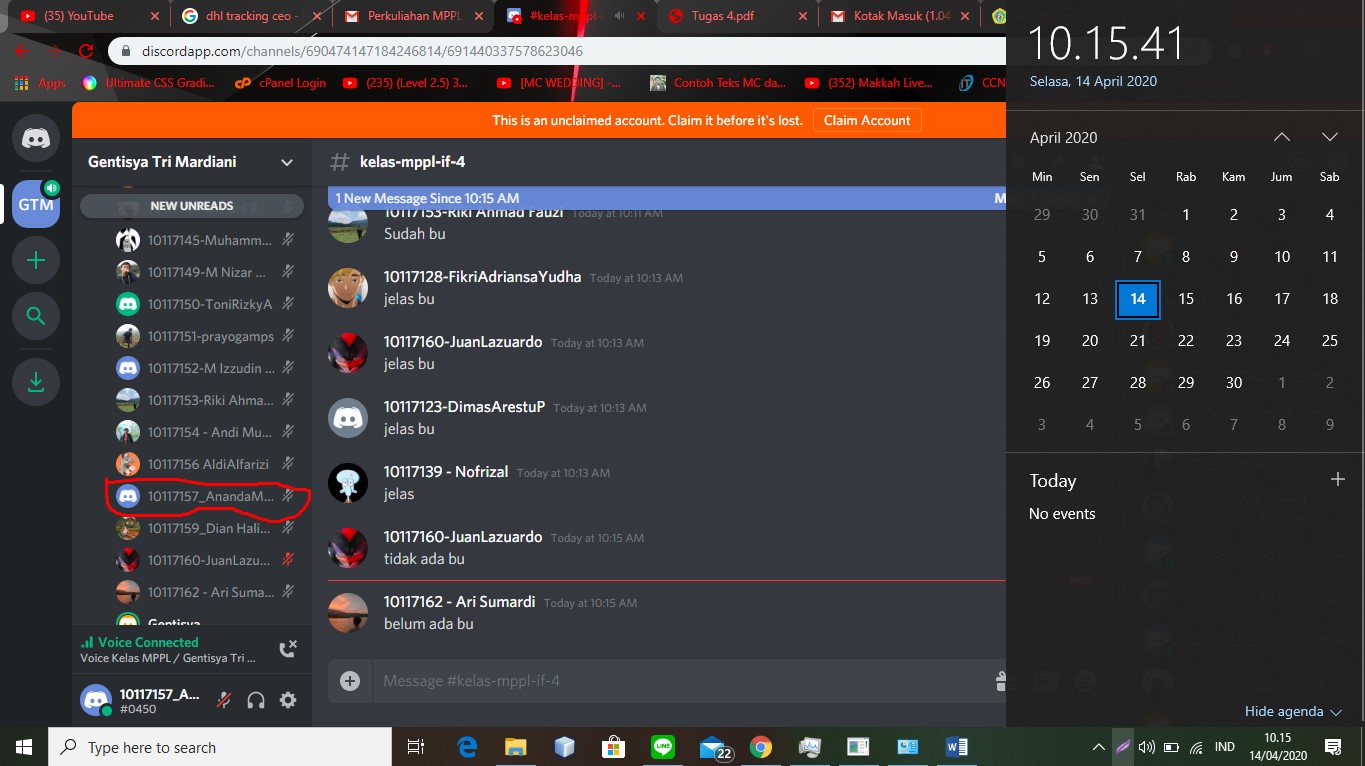 (35) YouTube
dhl tracking ceo -
Perkuliahan MPPL
#kelas-mppl-i
Tugas 4.pdf
Kotak Masuk (1.04
discordapp.com/channels/690474147184246814/691440337578623046
Apps
Ultimate CSS Gradi...
cPanel Login
(235) (Level 2.5) 3...
[MC WEDDING] -...
Contoh Teks MC da...
(352) Makkah Live...
CCN
This is an unclaimed account. Claim it before it's lost.
Claim Account
Gentisya Tri Mardiani
GTM
NEW UNREADS
10117145-Muhamm...
10117149-M Nizar ...
10117150-ToniRizkyA
10117151-prayogamps
10117152-M Izzudin ...
10117153-Riki Ahma...
10117154 - Andi Mu...
10117156 AldiAlfarizi
10117157_AnandaM...
10117159_Dian Hali...
10117160-JuanLazu...
10117162 - Ari Suma...
Gentisya
Voice Connected
Voice Kelas MPPL / Gentisya Tri ...
10117157_A...
#0450
# kelas-mppl-if-4
1 New Message Since 10:15 AM
M
10117153-Riki Ahmad Fauzi Today at 10:11 AM
Sudah bu
10117128-FikriAdriansaYudha Today at 10:13 AM
jelas bu
10117160-JuanLazuardo Today at 10:13 AM
jelas bu
10117123-DimasArestuP Today at 10:13 AM
jelas bu
10117139 - Nofrizal Today at 10:13 AM
jelas
10117160-JuanLazuardo Today at 10:15 AM
tidak ada bu
10117162 - Ari Sumardi Today at 10:15 AM
belum ada bu
Message #kelas-mppl-if-4
10.15.41
Selasa, 14 April 2020
April 2020
Min Sen Sel Rab Kam Jum Sab
29 30 31 1 2 3 4
5 6 7 8 9 10 11
12 13 14 15 16 17 18
19 20 21 22 23 24 25
26 27 28 29 30 1 2
3 4 5 6 7 8 9
Today
No events
Hide agenda
Type here to search
22
IND
10.15
14/04/2020